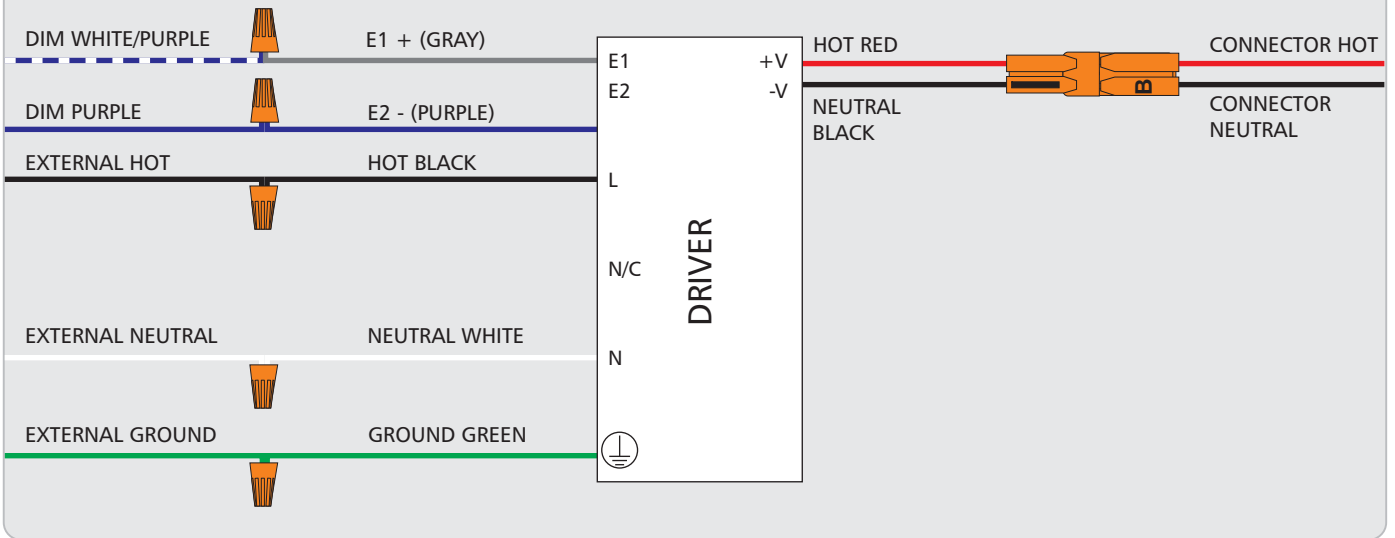 DIM WHITE/PURPLE
E1 + (GRAY)
DIM PURPLE
E2 - (PURPLE)
EXTERNAL HOT
HOT BLACK
EXTERNAL NEUTRAL
NEUTRAL WHITE
EXTERNAL GROUND
GROUND GREEN
E1
E2
L
N/C
N
DRIVER
+V
-V
HOT RED
NEUTRAL
BLACK
B
CONNECTOR HOT
CONNECTOR
NEUTRAL